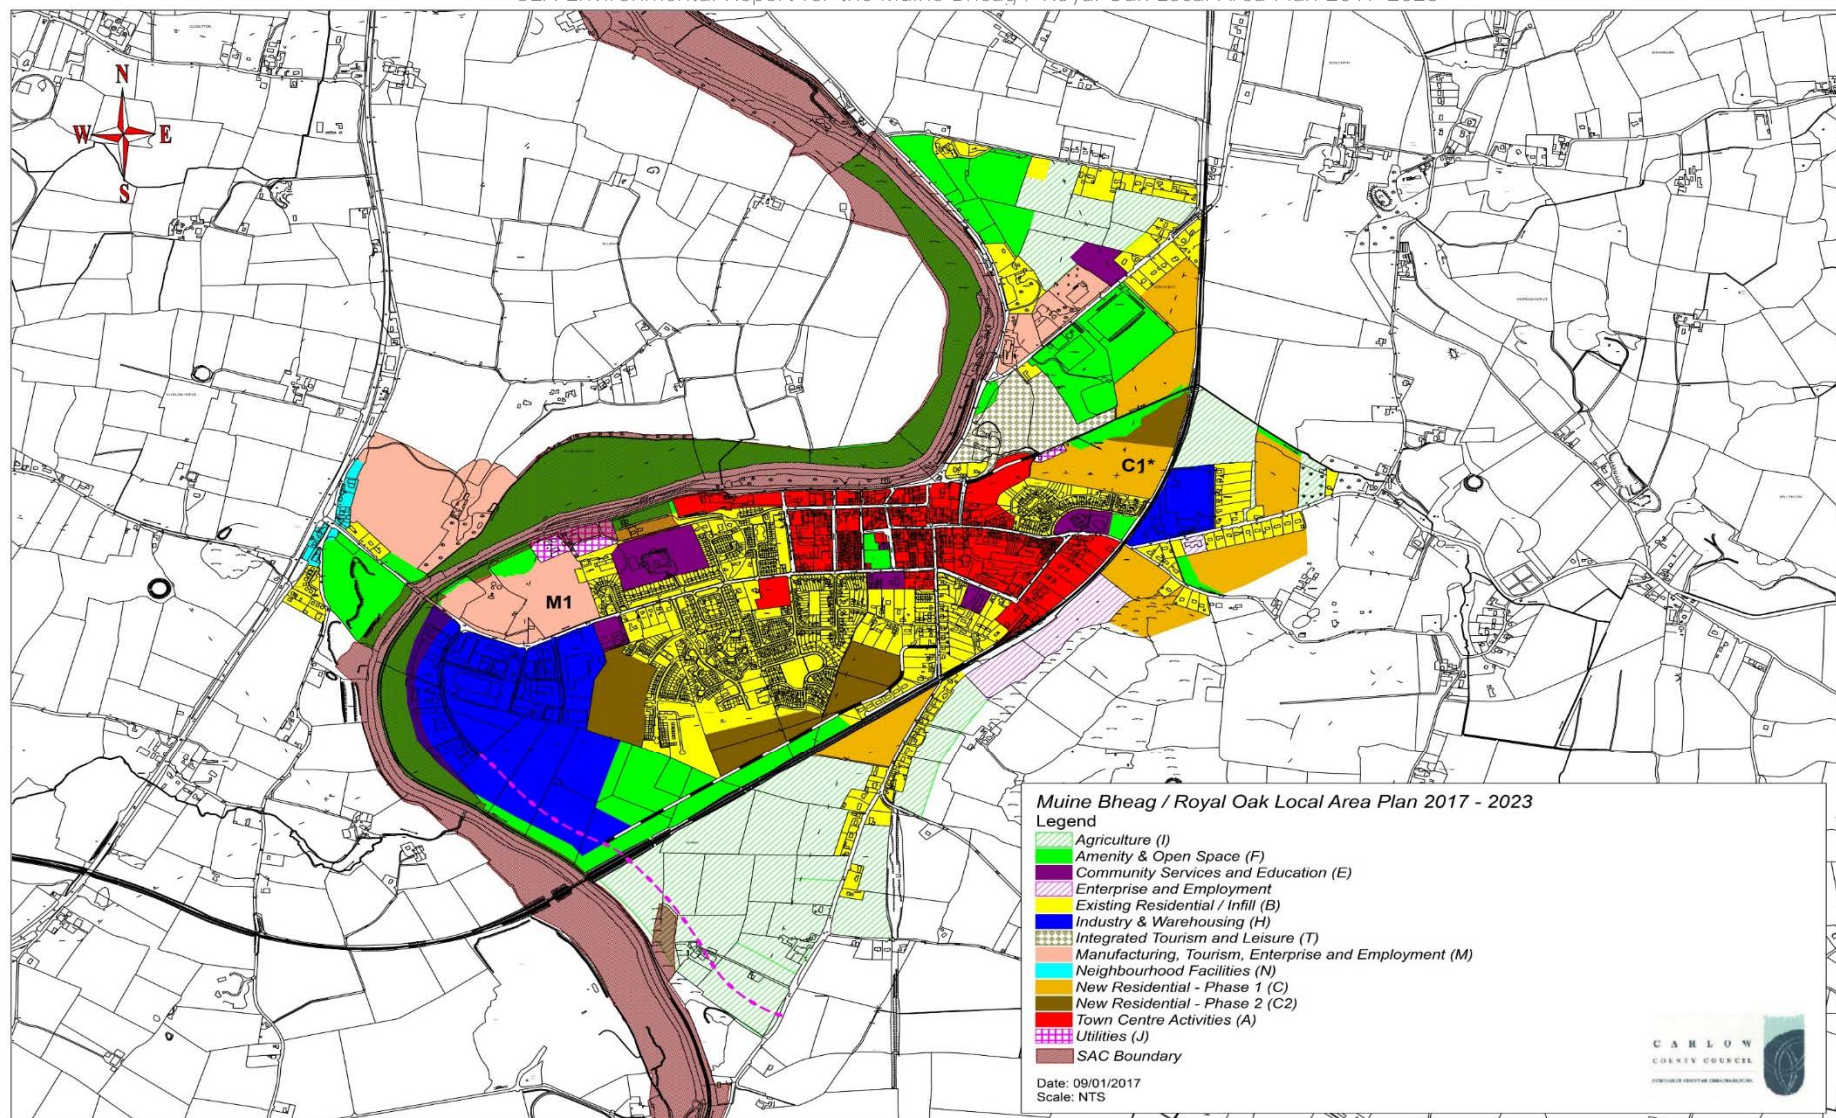 SEA Environmental Report for the Muine Bheag / Royal Oak Local Area Plan 2017-2023
N
W E
S
C1*
M1
Muine Bheag / Royal Oak Local Area Plan 2017 - 2023
Legend
Agriculture (I)
Amenity & Open Space (F)
Community Services and Education (E)
Enterprise and Employment
Existing Residential / Infill (B)
Industry & Warehousing (H)
Integrated Tourism and Leisure (T)
Manufacturing, Tourism, Enterprise and Employment (M)
Neighbourhood Facilities (N)
New Residential - Phase 1 (C)
New Residential - Phase 2 (C2)
Town Centre Activities (A)
Utilities (J)
SAC Boundary
Date: 09/01/2017
Scale: NTS
CARLOW
COUNTY COUNCIL